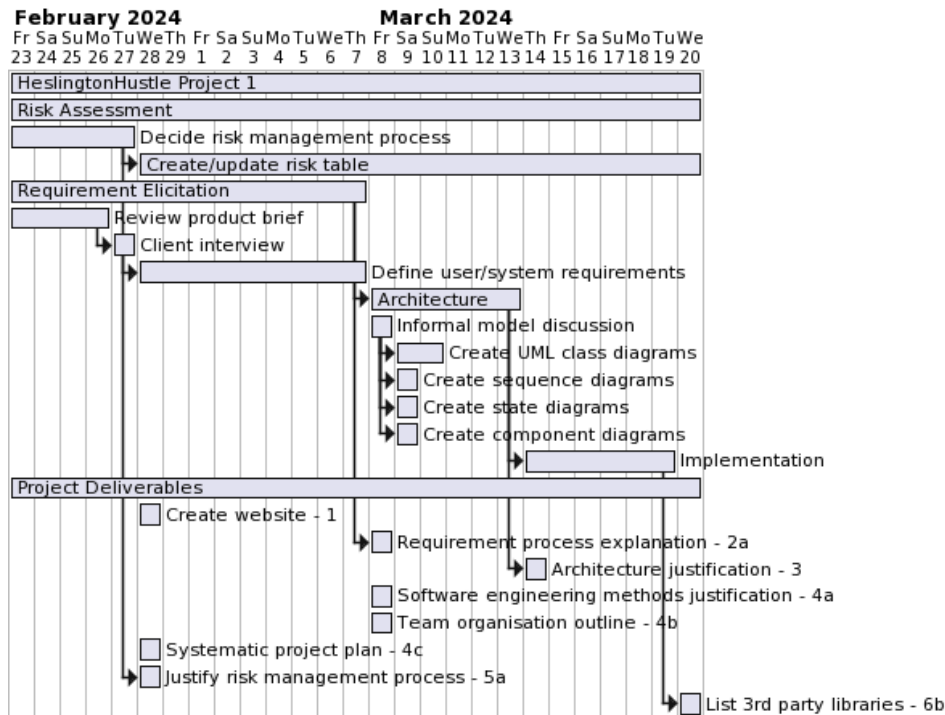 February 2024 March 2024
Fr Sa Su Mo Tu We Th Fr Sa Su Mo Tu We Th Fr Sa Su Mo Tu We Th Fr Sa Su Mo Tu We
23 24 25 26 27 28 29 1 2 3 4 5 6 7 8 9 10 11 12 13 14 15 16 17 18 19 20
HeslingtonHustle Project 1
Risk Assessment
Decide risk management process
Create/update risk table
Requirement Elicitation
Review product brief
Client interview
Define user/system requirements
Architecture
Informal model discussion
Create UML class diagrams
Create sequence diagrams
Create state diagrams
Create component diagrams
Implementation
Project Deliverables
Create website - 1
Requirement process explanation - 2a
Architecture justification - 3
Software engineering methods justification - 4a
Team organisation outline - 4b
Systematic project plan - 4c
Justify risk management process - 5a
List 3rd party libraries - 6b